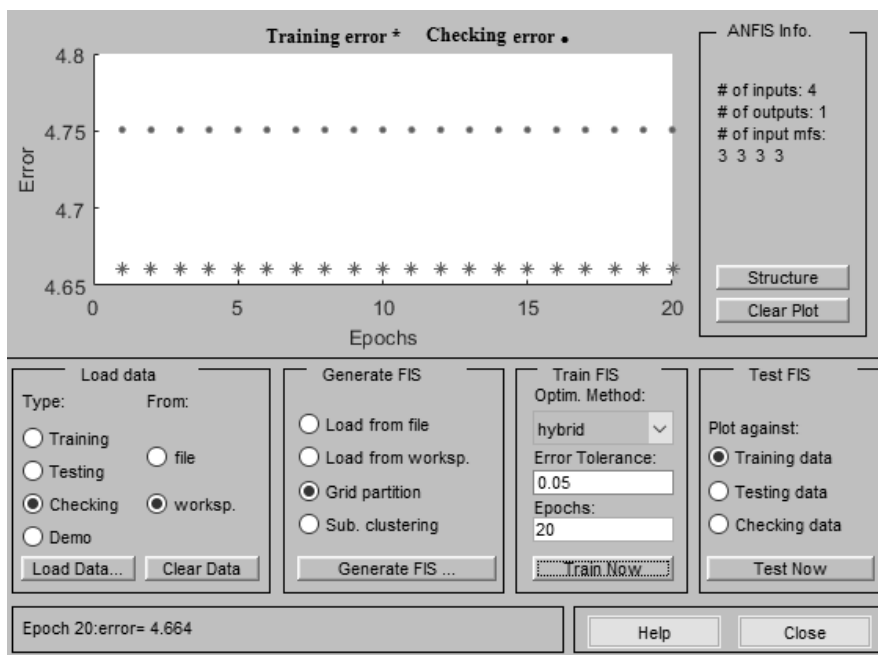 Training error * Checking error •
4.8
4.75
4.7
4.65
Error
0 5 10 15 20
Epochs
ANFIS Info.
# of inputs: 4
# of outputs: 1
# of input mfs:
3 3 3 3
Structure
Clear Plot
Load data
Type: From:
Training
Testing
Checking
Demo
file
worksp.
Load Data...
Clear Data
Generate FIS
Load from file
Load from worksp.
Grid partition
Sub. clustering
Generate FIS ...
Train FIS
Optim. Method:
hybrid
Error Tolerance:
0.05
Epochs:
20
Train Now
Test FIS
Plot against:
Training data
Testing data
Checking data
Test Now
Epoch 20:error= 4.664
Help
Close